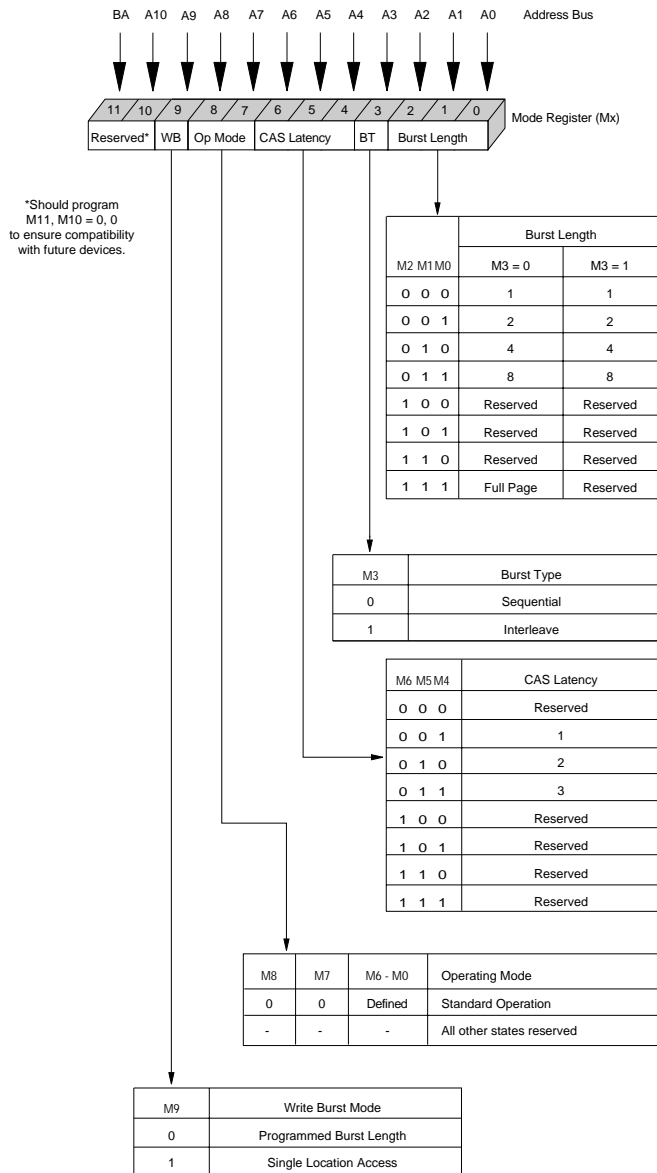 BA A10 A9 A8 A7 A6 A5 A4 A3 A2 A1 A0 Address Bus
11 10 9 8 7 6 5 4 3 2 1 0
Mode Register (Mx)
Reserved* WB Op Mode CAS Latency BT Burst Length
*Should program
M11, M10 = 0, 0
to ensure compatibility
with future devices.
Burst Length
M2 M1 M0 M3 = 0 M3 = 1
0 0 0 1 1
0 0 1 2 2
0 1 0 4 4
0 1 1 8 8
1 0 0 Reserved Reserved
1 0 1 Reserved Reserved
1 1 0 Reserved Reserved
1 1 1 Full Page Reserved
M3 Burst Type
0 Sequential
1 Interleave
M6 M5 M4 CAS Latency
0 0 0 Reserved
0 0 1 1
0 1 0 2
0 1 1 3
1 0 0 Reserved
1 0 1 Reserved
1 1 0 Reserved
1 1 1 Reserved
M8 M7 M6 - M0 Operating Mode
0 0 Defined Standard Operation
- - - All other states reserved
M9 Write Burst Mode
0 Programmed Burst Length
1 Single Location Access